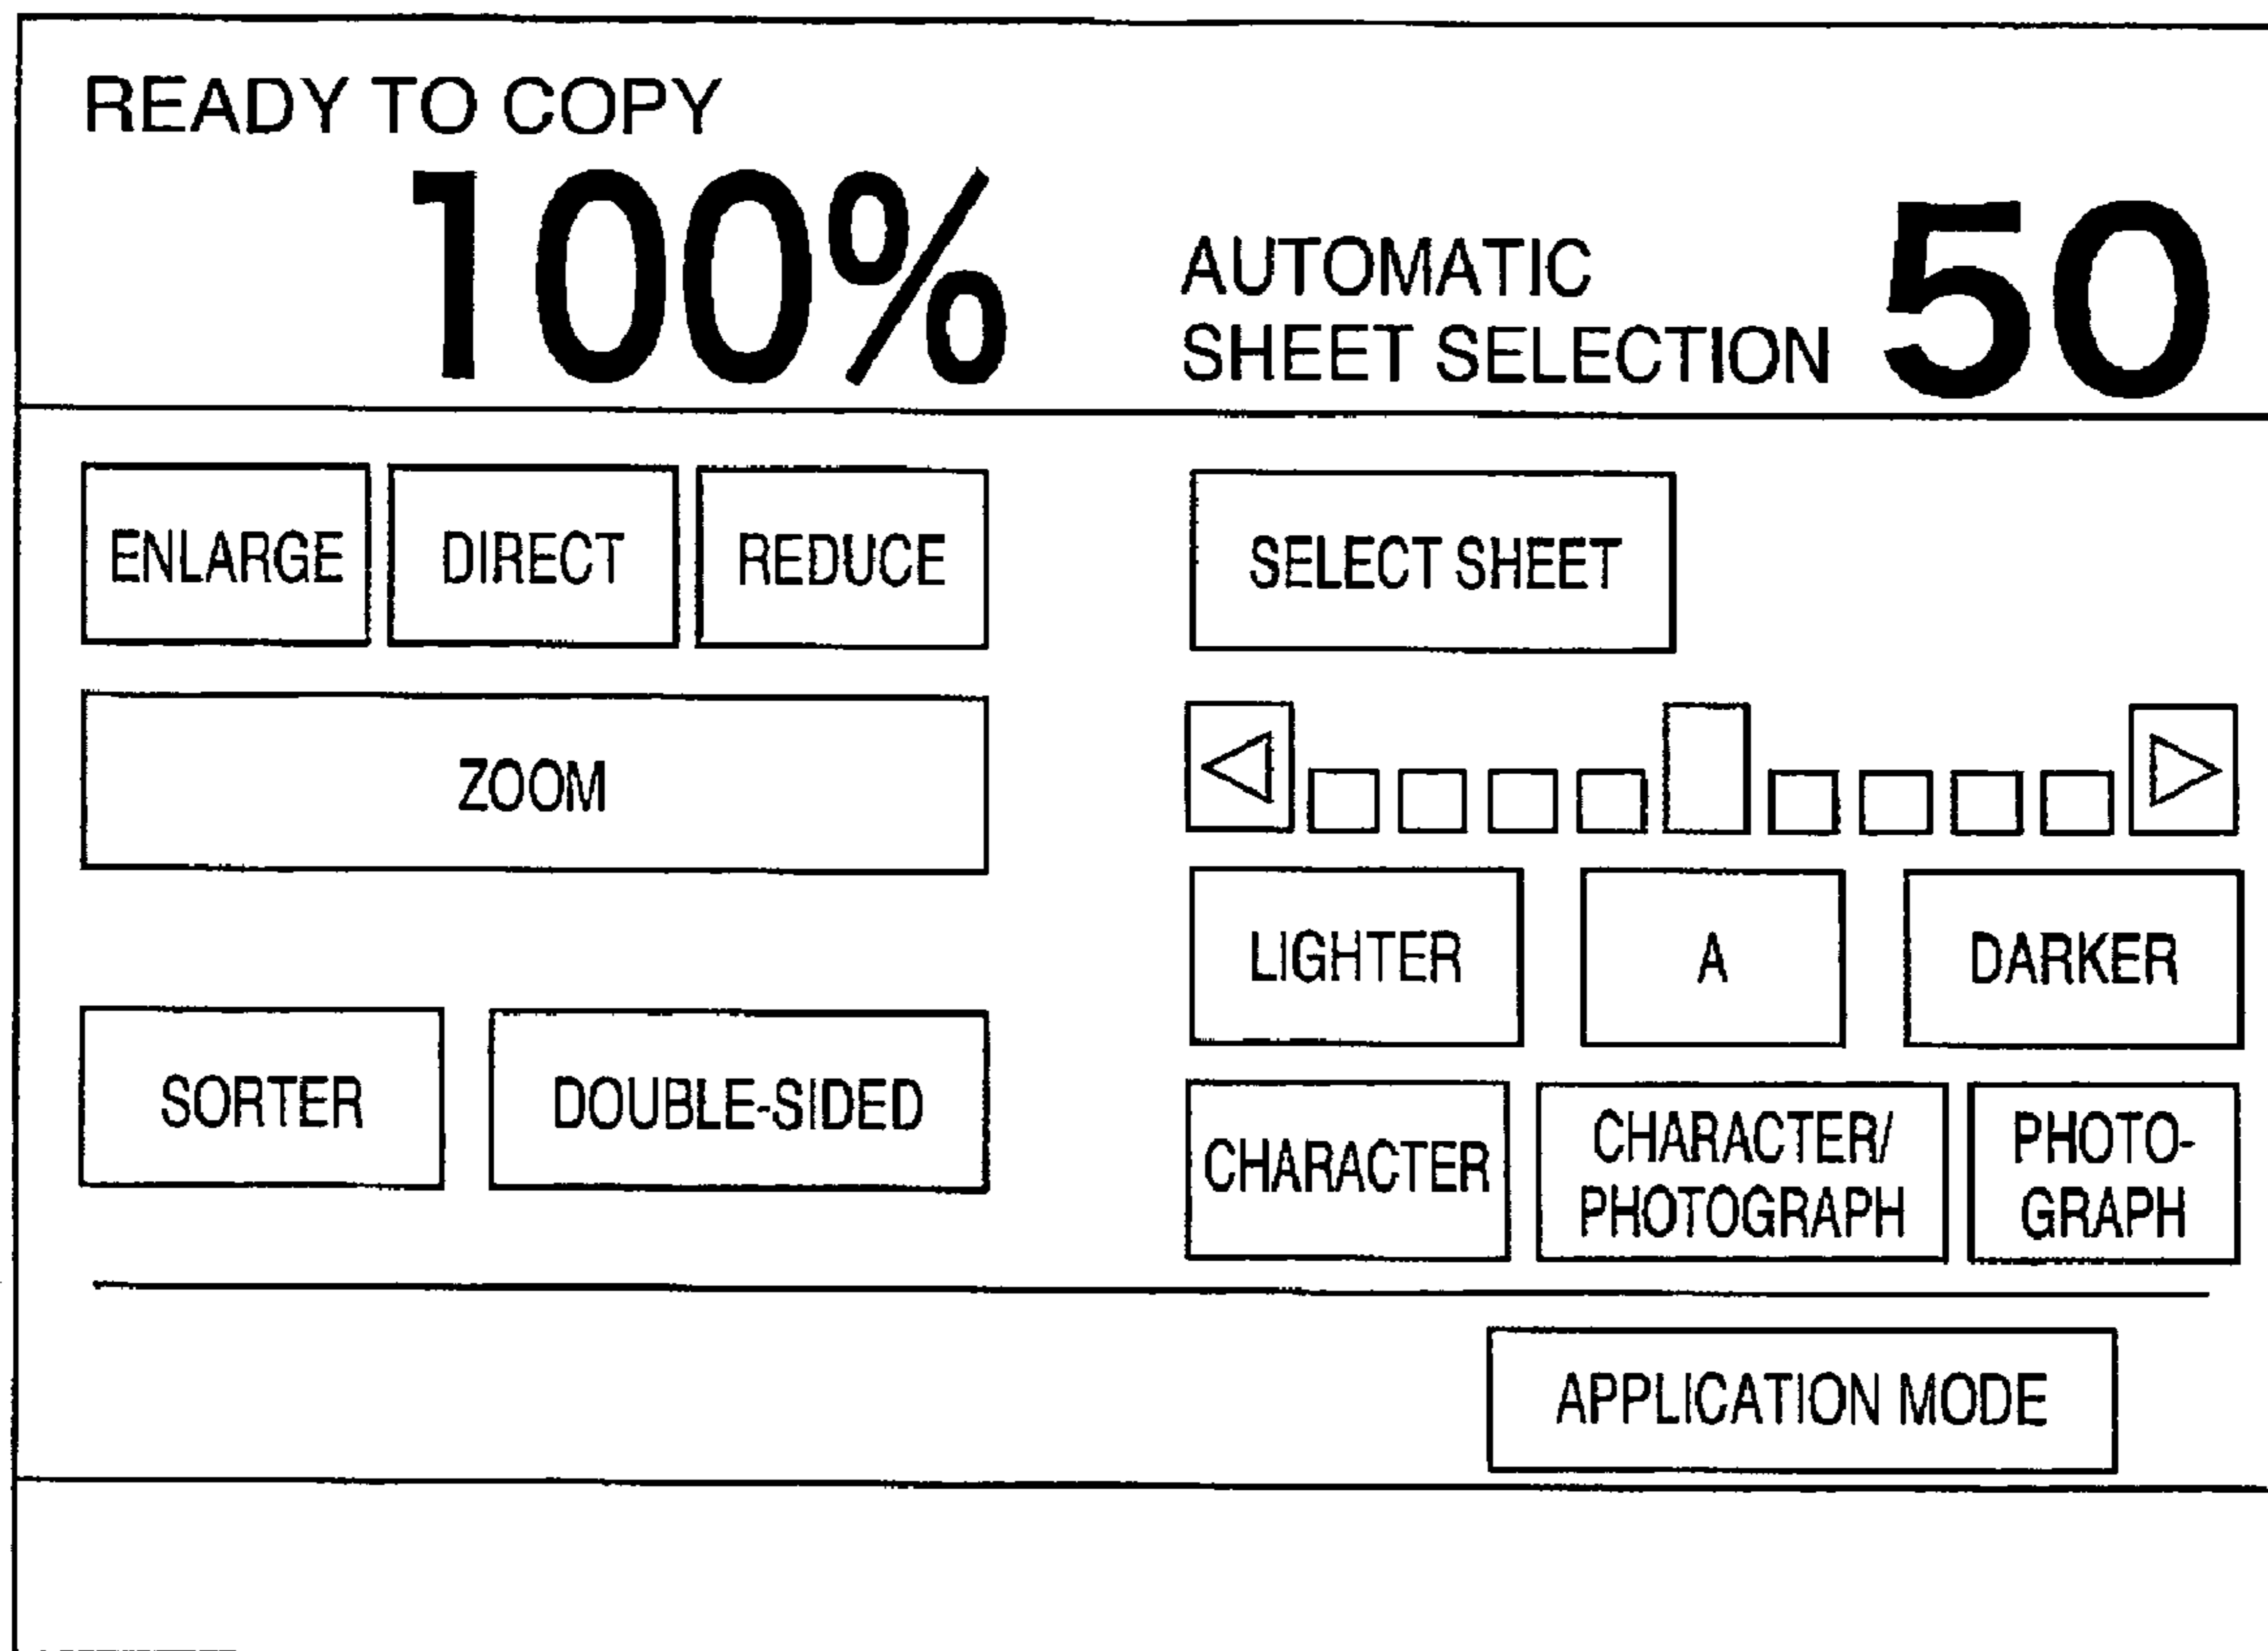 READY TO COPY
100%
AUTOMATIC
SHEET SELECTION 50
ENLARGE DIRECT REDUCE
SELECT SHEET
ZOOM
LIGHTER A DARKER
SORTER DOUBLE-SIDED
CHARACTER
CHARACTER/
PHOTOGRAPH
PHOTO-
GRAPH
APPLICATION MODE